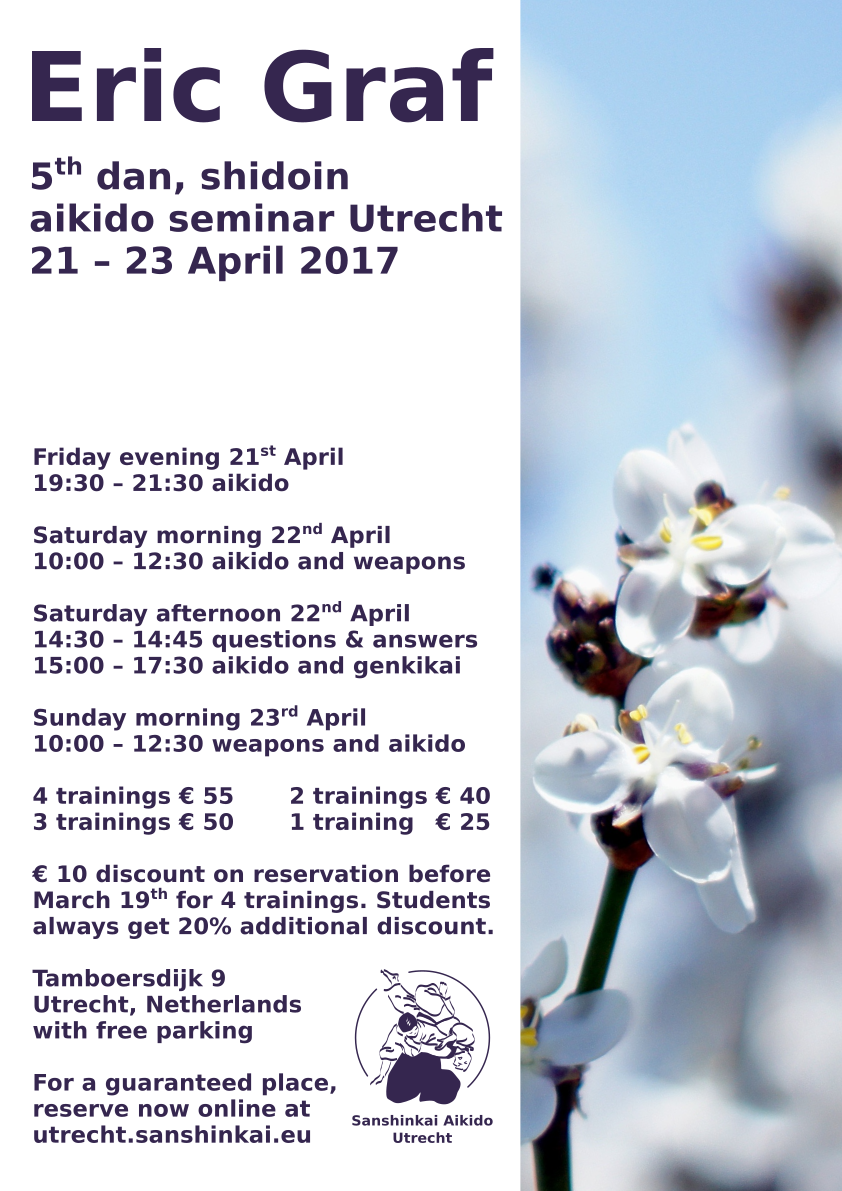 Eric Graf
5th dan, shidoin
aikido seminar Utrecht
21 – 23 April 2017
Friday evening 21st April
19:30 – 21:30 aikido
Saturday morning 22nd April
10:00 – 12:30 aikido and weapons
Saturday afternoon 22nd April
14:30 – 14:45 questions & answers
15:00 – 17:30 aikido and genkikai
Sunday morning 23rd April
10:00 – 12:30 weapons and aikido
4 trainings € 55 2 trainings € 40
3 trainings € 50 1 training € 25
€ 10 discount on reservation before
March 19th for 4 trainings. Students
always get 20% additional discount.
Tamboersdijk 9
Utrecht, Netherlands
with free parking
For a guaranteed place,
reserve now online at
utrecht.sanshinkai.eu
Sanshinkai Aikido
Utrecht